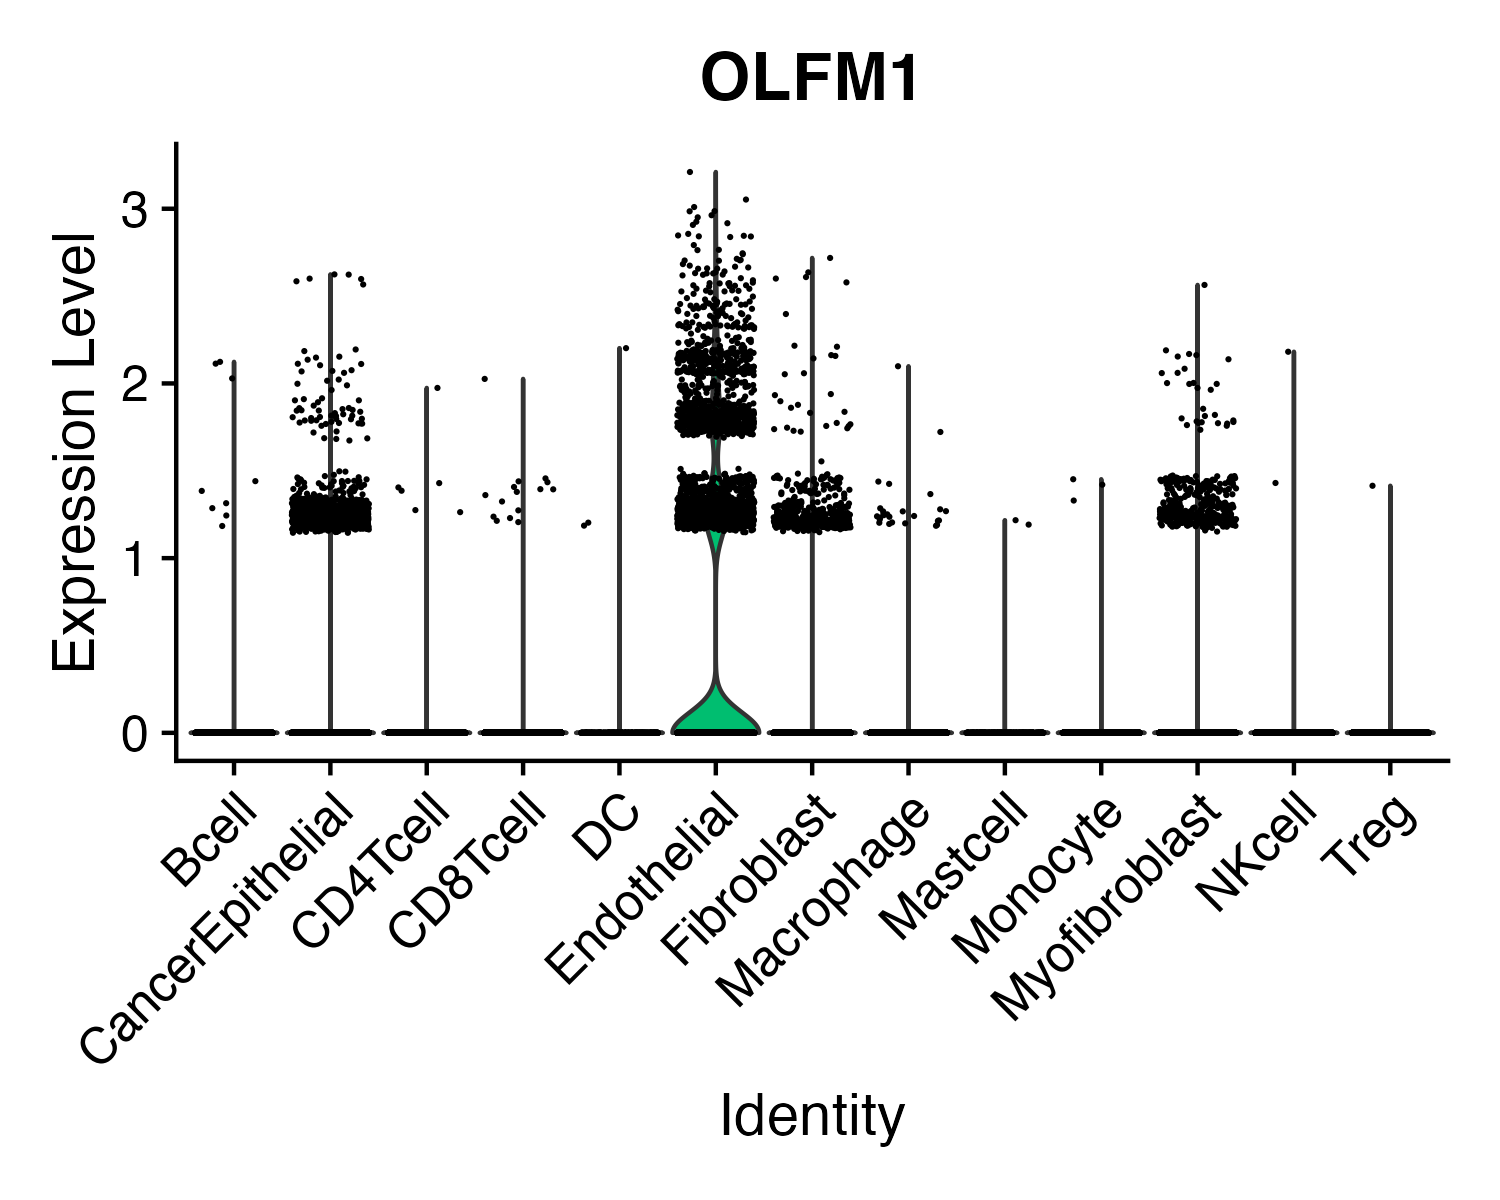 OLFM1
Expression Level
3
2
1
0
Bcell
CancerEpithelial
CD4Tcell
CD8Tcell
DC
Endothelial
Fibroblast
Macrophage
Mastcell
Monocyte
Myofibroblast
NKcell
Treg
Identity